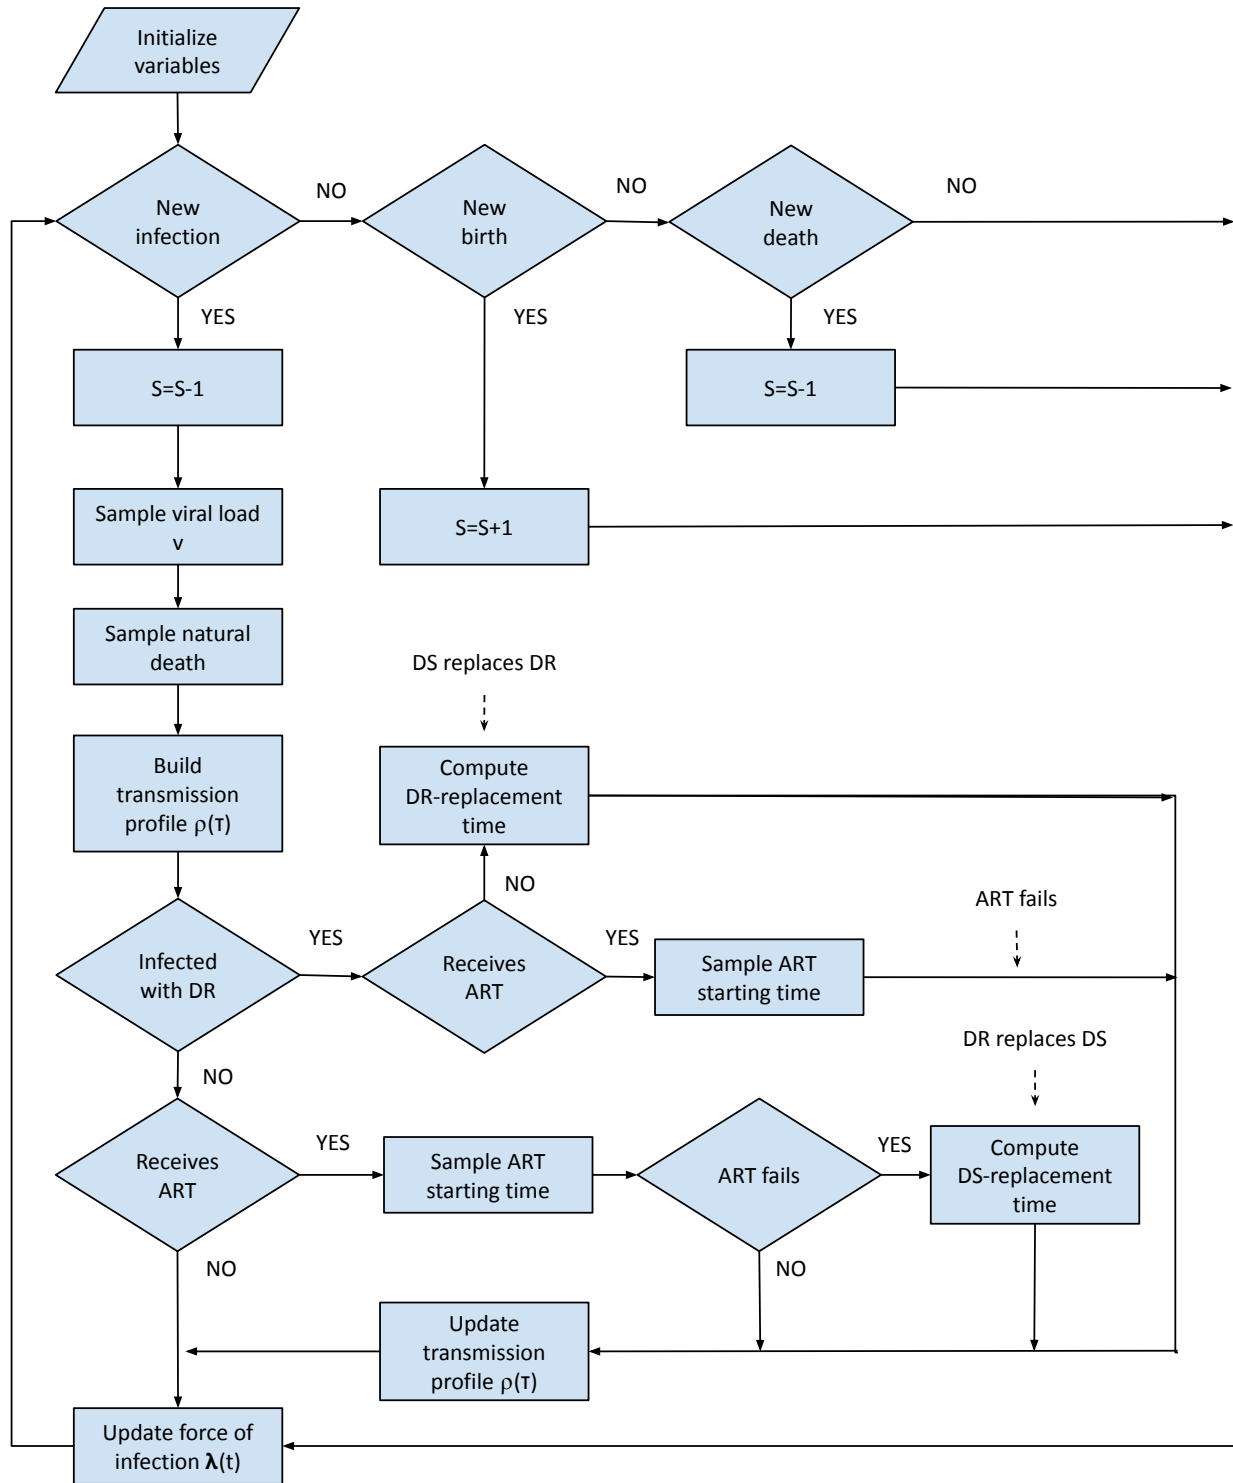 Initialize
variables
New
infection
NO
New
birth
NO
New
death
NO
YES
YES
YES
S=S-1
S=S-1
Sample viral load
v
S=S+1
Sample natural
death
DS replaces DR
Build
transmission
profile ρ(τ)
Compute
DR-replacement
time
NO
ART fails
Infected
with DR
YES
Receives
ART
YES
Sample ART
starting time
DR replaces DS
NO
Receives
ART
YES
Sample ART
starting time
ART fails
YES
Compute
DS-replacement
time
NO
NO
Update
transmission
profile ρ(τ)
Update force of
infection λ(t)